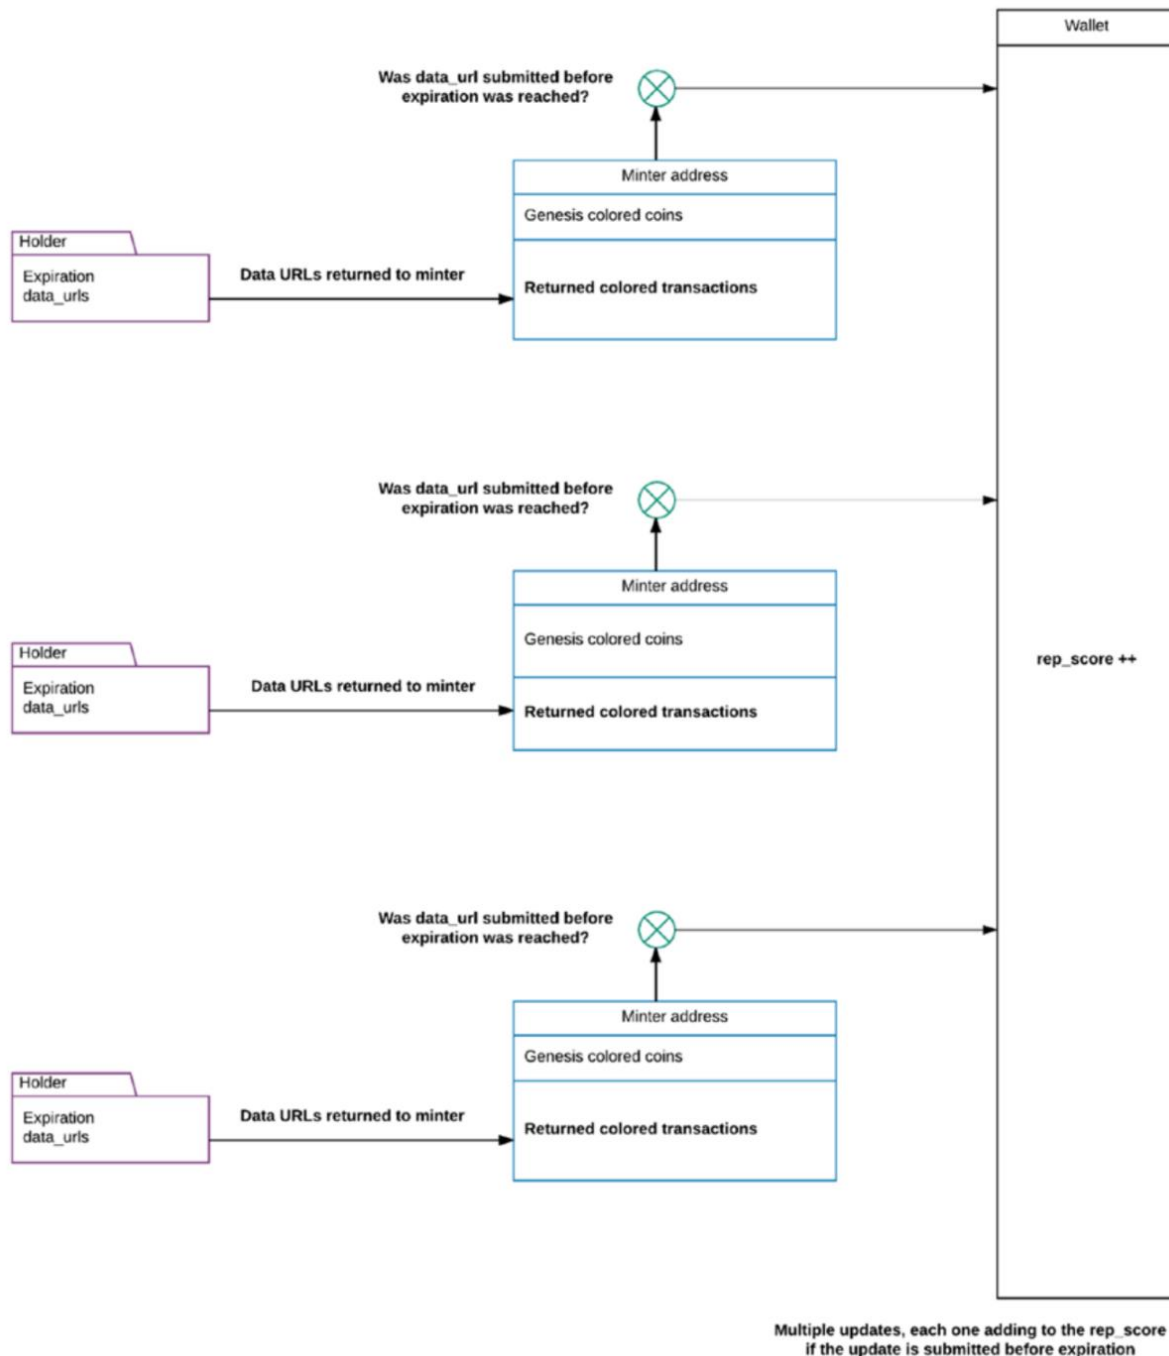 Wallet
Was data_url submitted before
expiration was reached?
Minter address
Genesis colored coins
Holder
Expiration
data_urls
Data URLs returned to minter
Returned colored transactions
Was data_url submitted before
expiration was reached?
Minter address
Genesis colored coins
Holder
Expiration
data_urls
Data URLs returned to minter
Returned colored transactions
rep_score ++
Was data_url submitted before
expiration was reached?
Minter address
Genesis colored coins
Holder
Expiration
data_urls
Data URLs returned to minter
Returned colored transactions
Multiple updates, each one adding to the rep_score
if the update is submitted before expiration